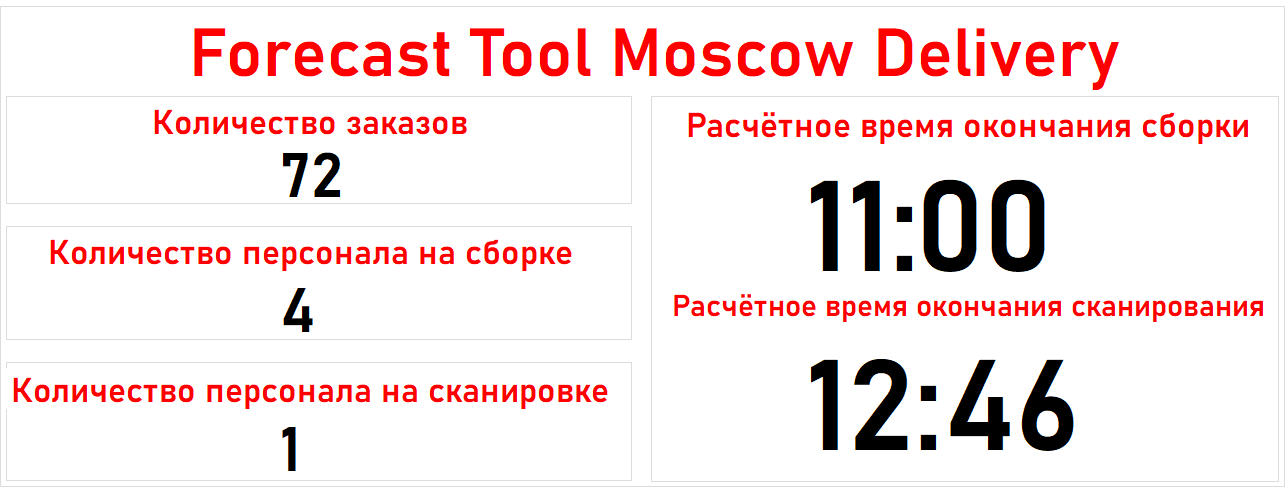 Forecast Tool Moscow Delivery
Количество заказов
72
Количество персонала на сборке
4
Количество персонала на сканировке
1
Расчётное время окончания сборки
11:00
Расчётное время окончания сканирования
12:46